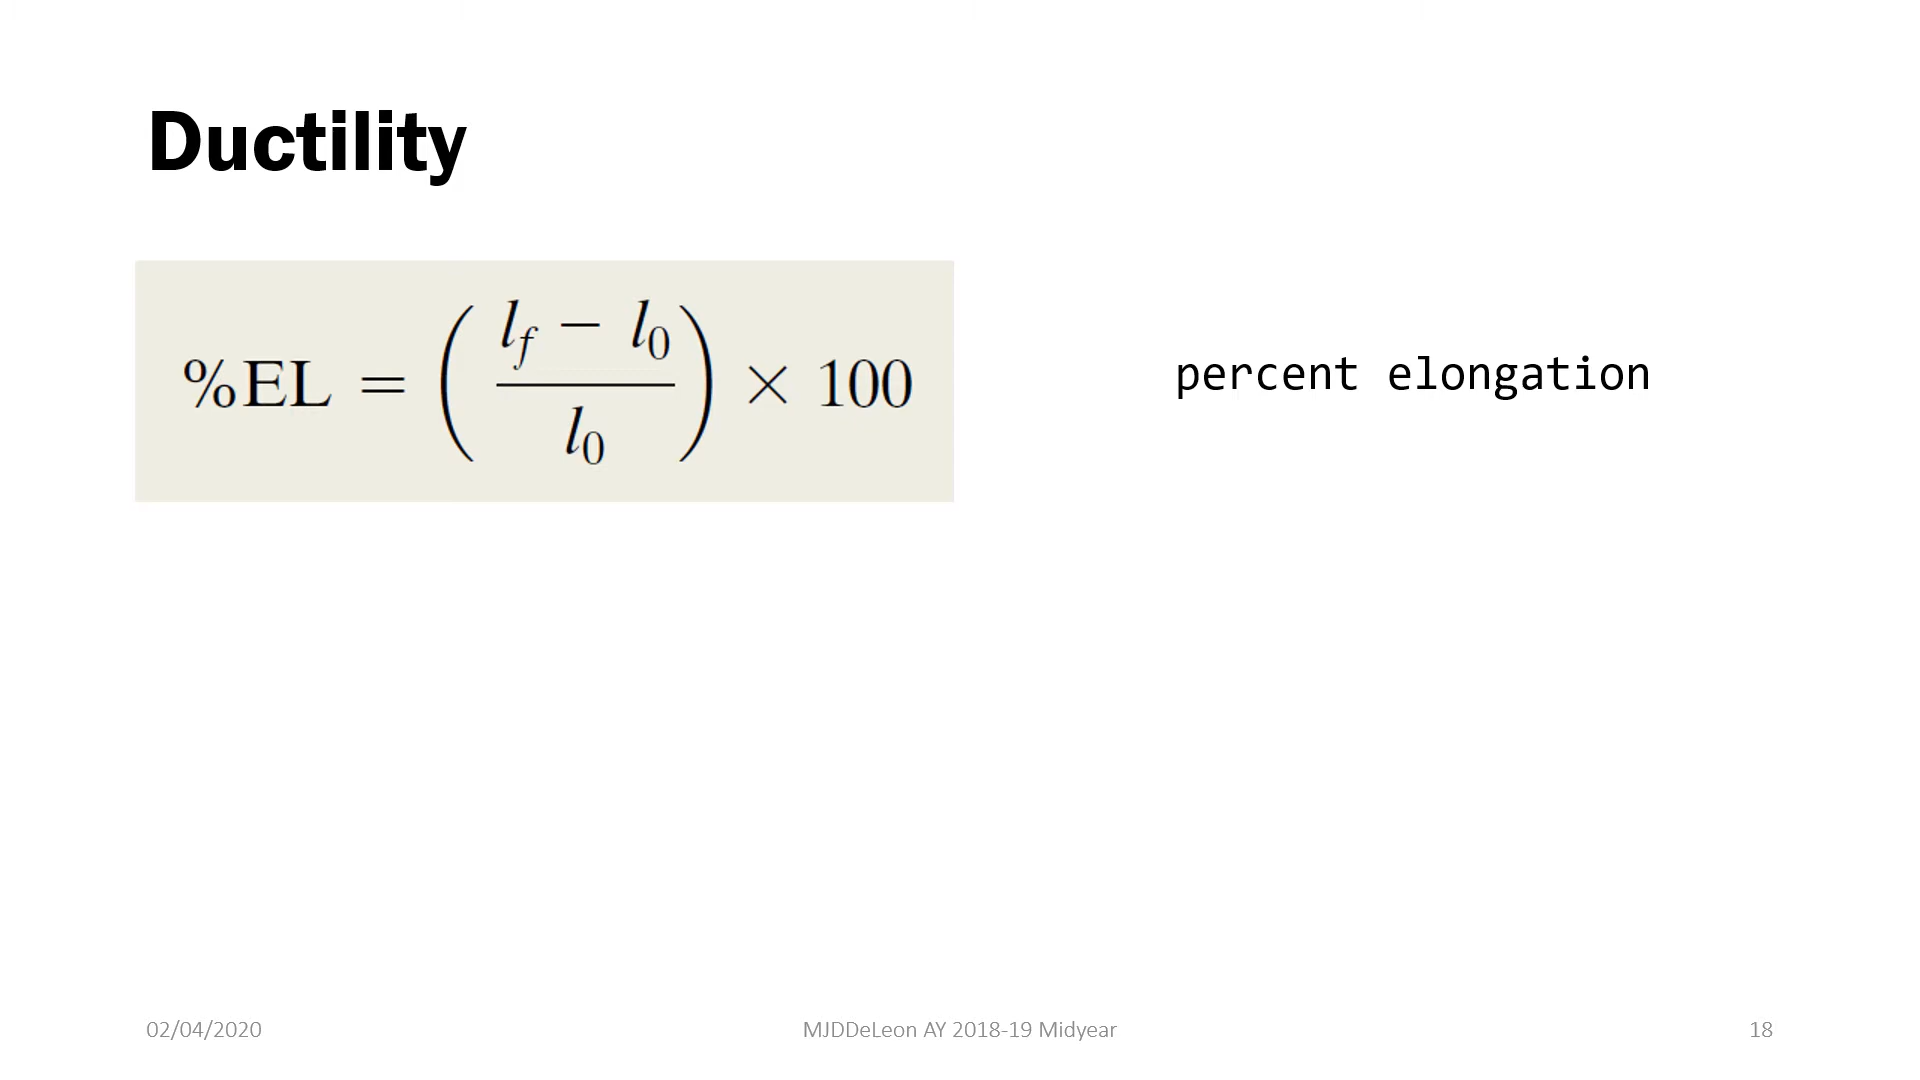 Ductility
%EL = ( (l_f − l_0) / l_0 ) × 100
percent elongation
02/04/2020
MJDDeLeon AY 2018-19 Midyear
18